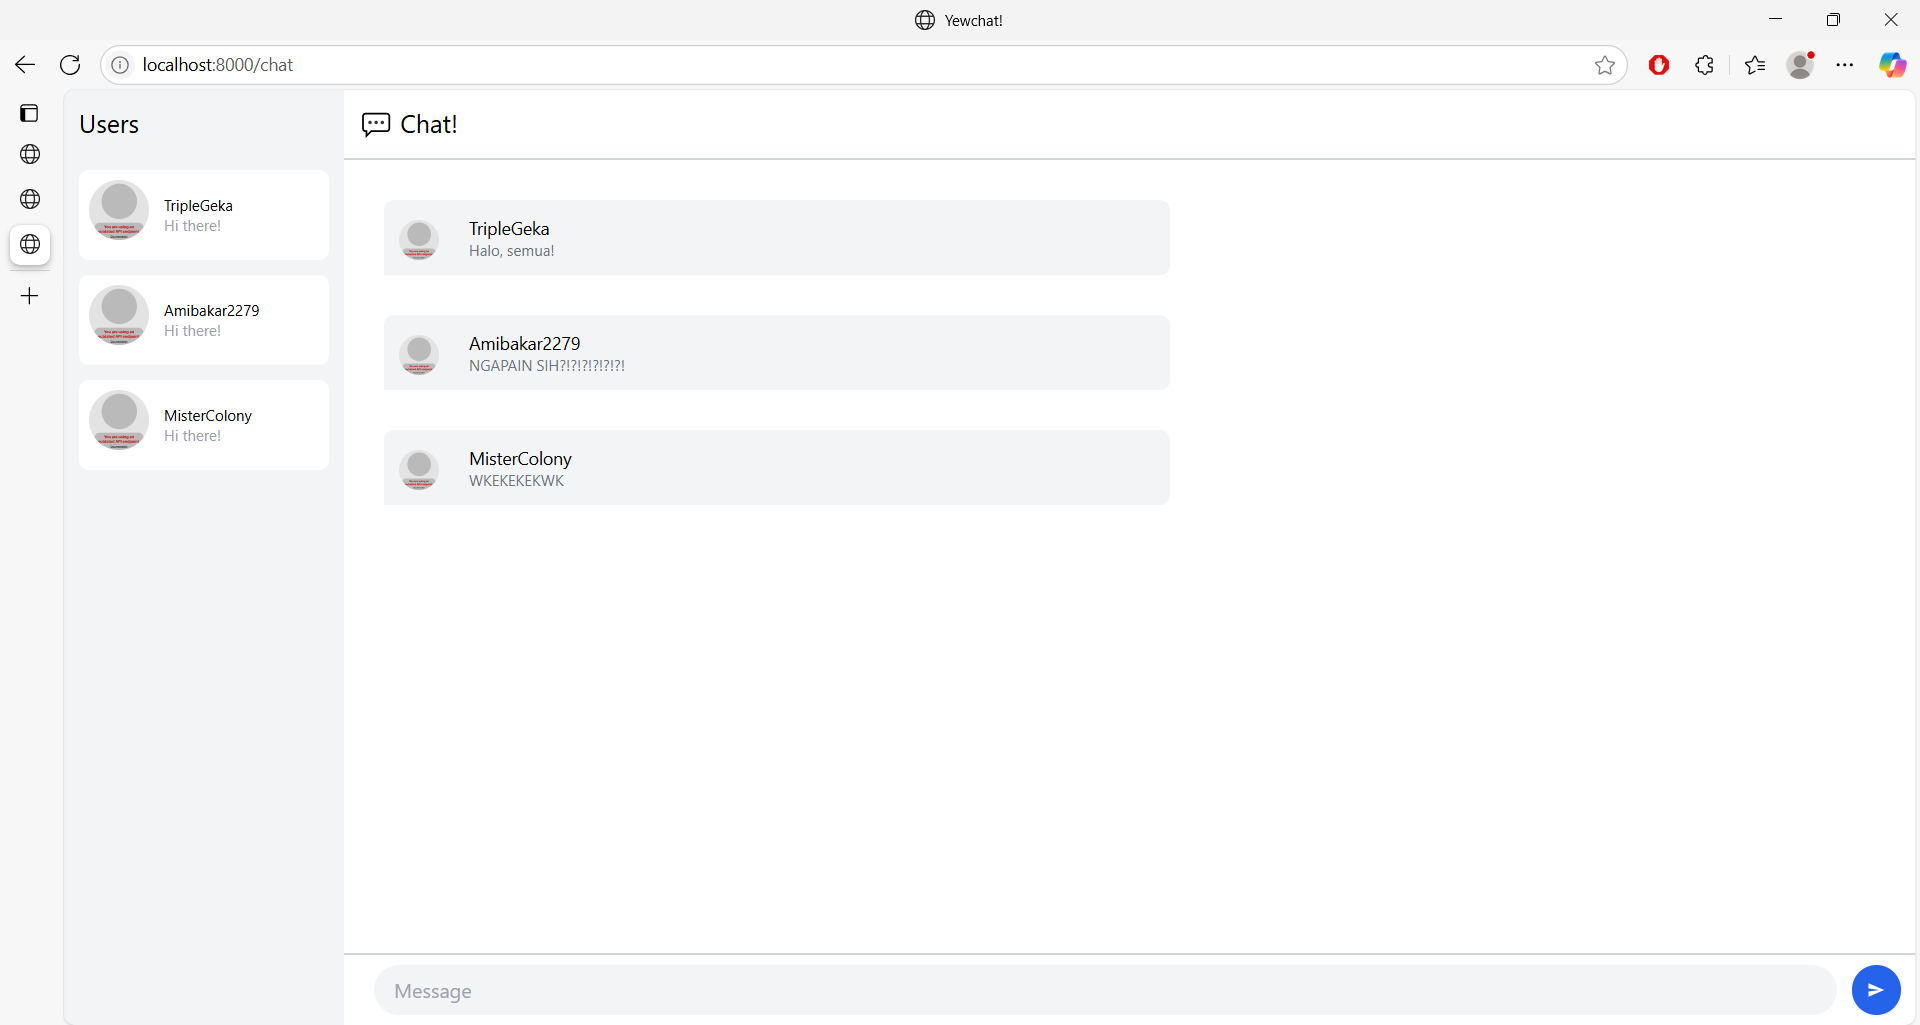 Yewchat!
localhost:8000/chat
Users
TripleGeka
Hi there!
Amibakar2279
Hi there!
MisterColony
Hi there!
Chat!
TripleGeka
Halo, semua!
Amibakar2279
NGAPAIN SIH?!?!?!?!?!?!
MisterColony
WKEKEKEKWK
Message